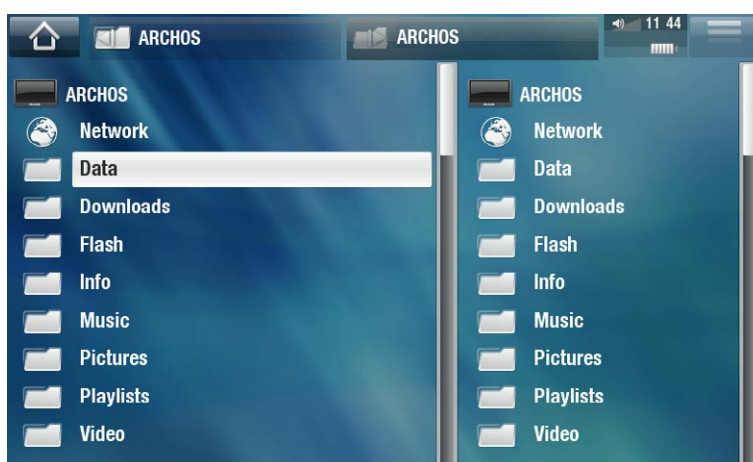 ARCHOS
ARCHOS
11 44
ARCHOS
Network
Data
Downloads
Flash
Info
Music
Pictures
Playlists
Video
ARCHOS
Network
Data
Downloads
Flash
Info
Music
Pictures
Playlists
Video